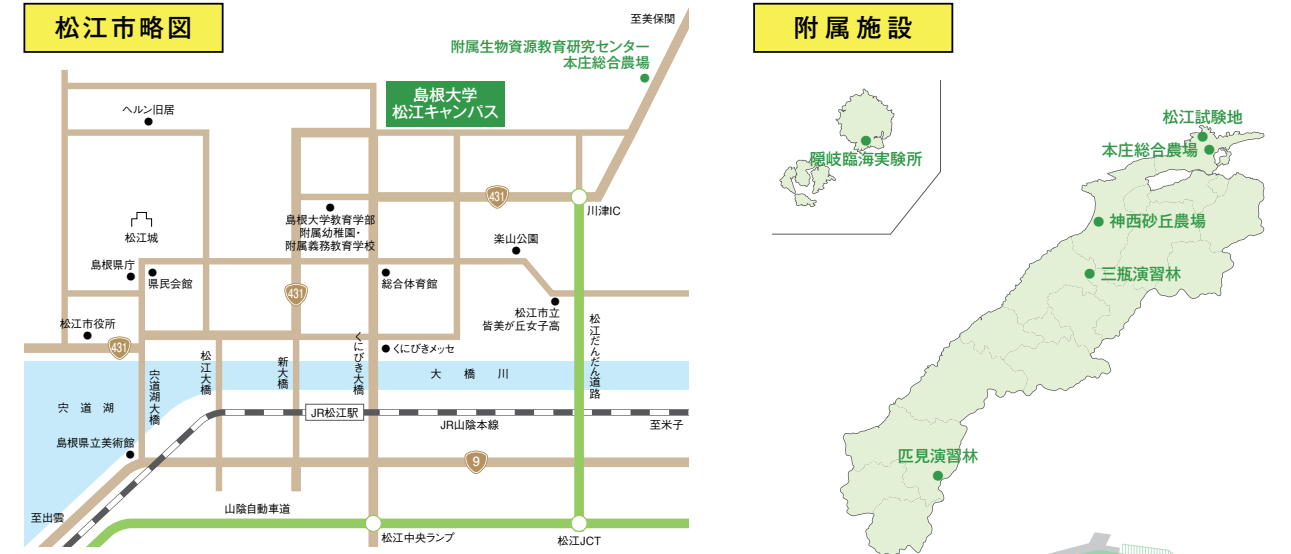 松江市略図
至美保関
附属生物資源教育研究センター
本庄総合農場
島根大学
松江キャンパス
ヘルン旧居
431
川津IC
島根大学教育学部
附属幼稚園・
附属義務教育学校
松江城
楽山公園
島根県庁
県民会館
総合体育館
431
松江市立
皆美が丘女子高
松江市役所
431
くにびきメッセ
松江大橋
新大橋
くにびき大橋
松江だんだん道路
宍道湖大橋
大橋川
宍道湖
JR松江駅
JR山陰本線
至米子
島根県立美術館
9
山陰自動車道
至出雲
松江中央ランプ
松江JCT
附属施設
隠岐臨海実験所
松江試験地
本庄総合農場
神西砂丘農場
三瓶演習林
匹見演習林